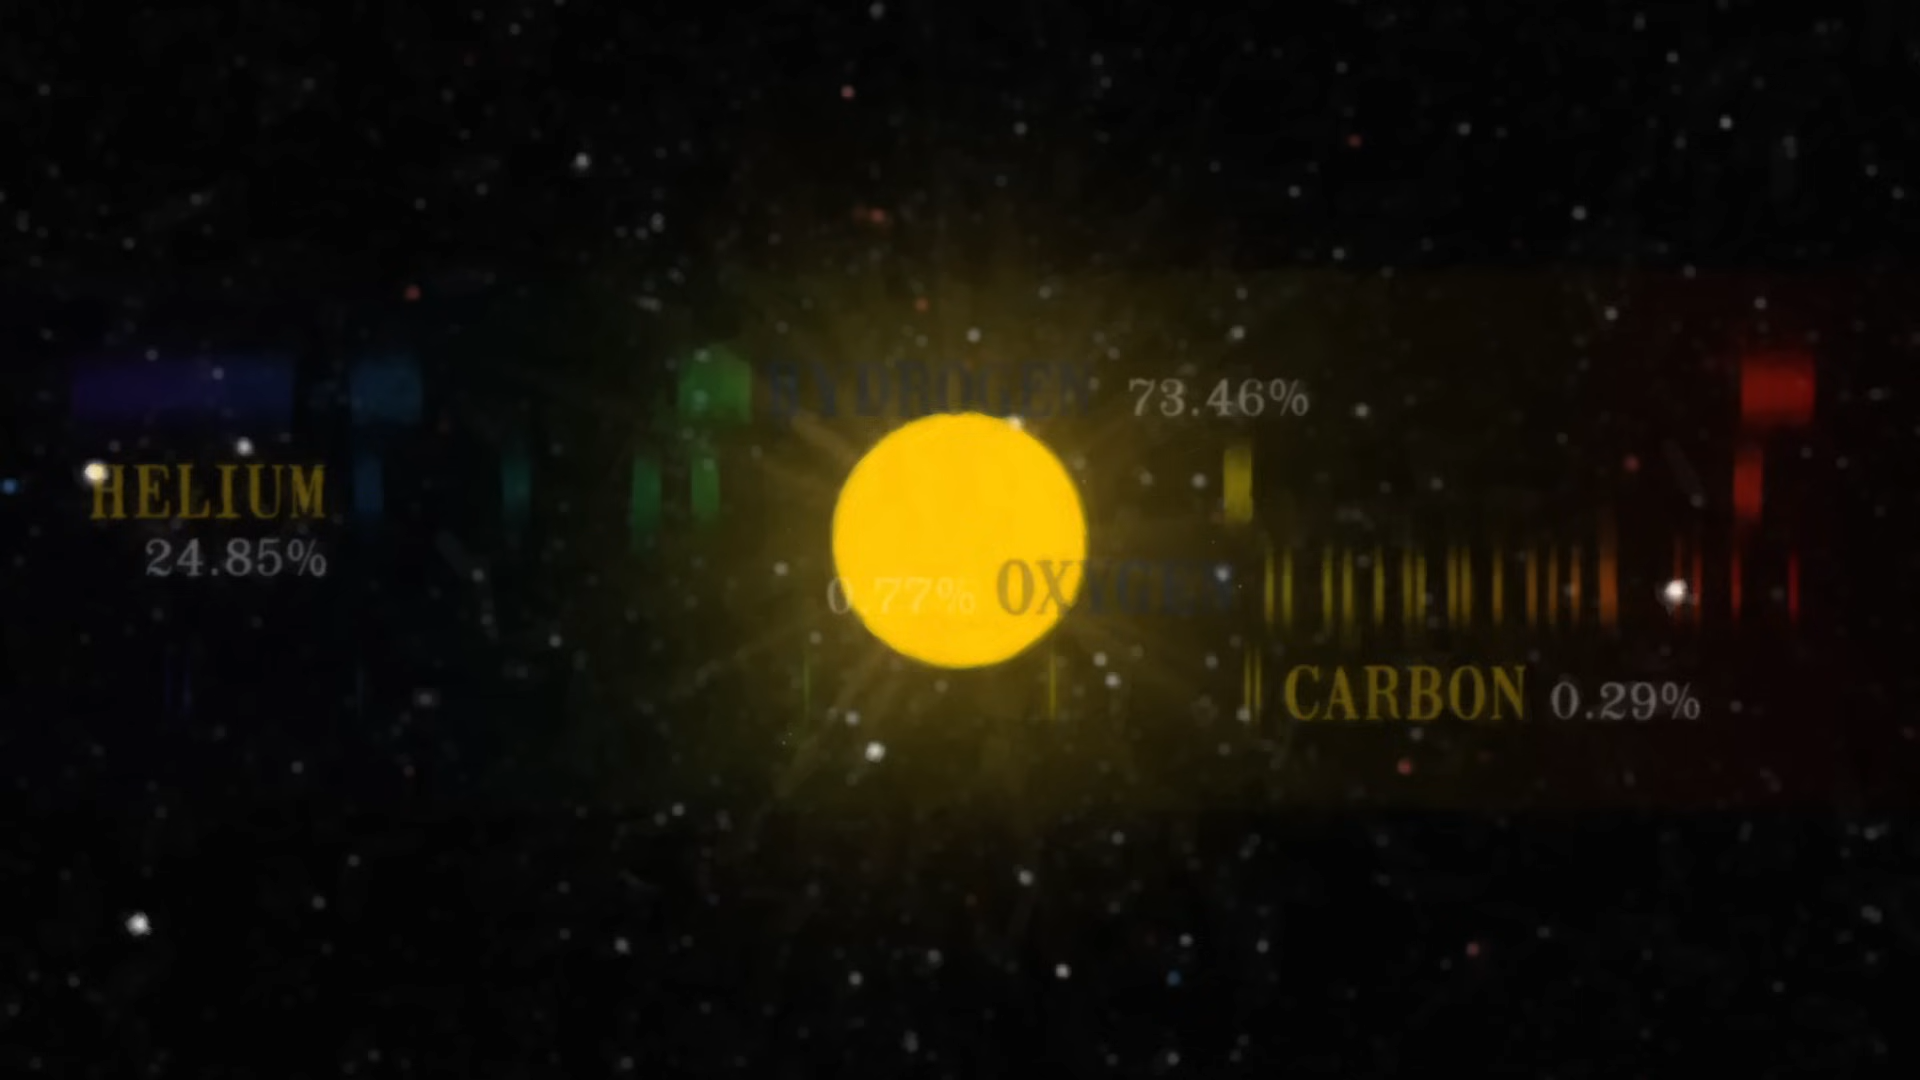 HYDROGEN 73.46%
HELIUM
24.85%
0.77% OXYGEN
CARBON 0.29%